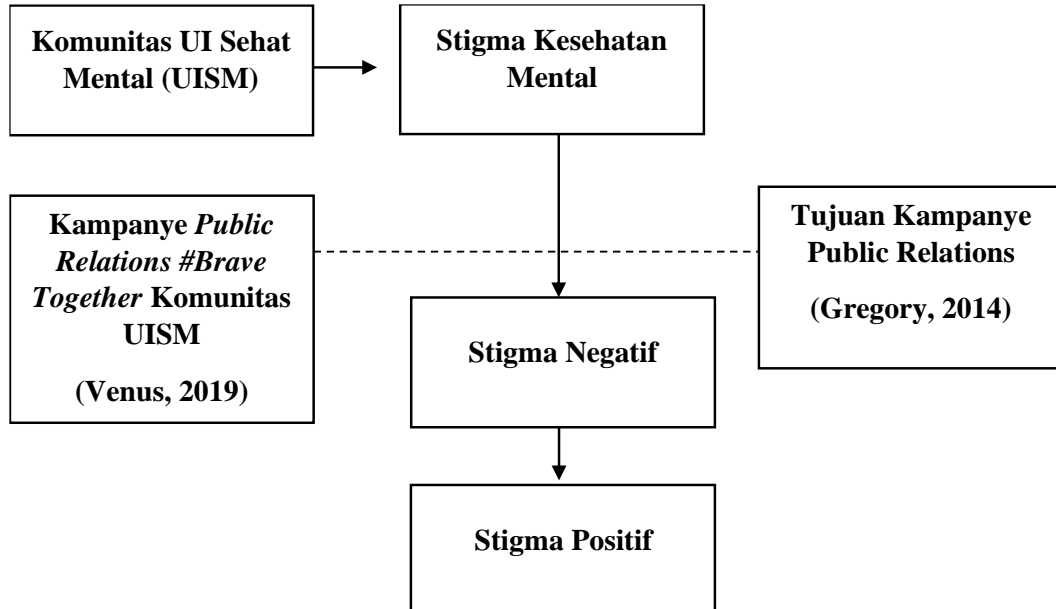 Komunitas UI Sehat
Mental (UISM)
Stigma Kesehatan
Mental
Kampanye Public
Relations #Brave
Together Komunitas
UISM
(Venus, 2019)
Tujuan Kampanye
Public Relations
(Gregory, 2014)
Stigma Negatif
Stigma Positif